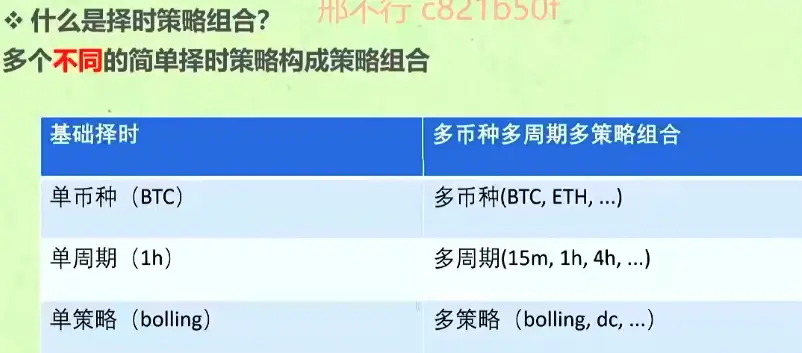 邢不行 c821b50f
❖ 什么是择时策略组合?
多个不同的简单择时策略构成策略组合
基础择时 多币种多周期多策略组合
单币种（BTC） 多币种(BTC, ETH, ...)
单周期（1h） 多周期(15m, 1h, 4h, ...)
单策略（bolling） 多策略（bolling, dc, ...）